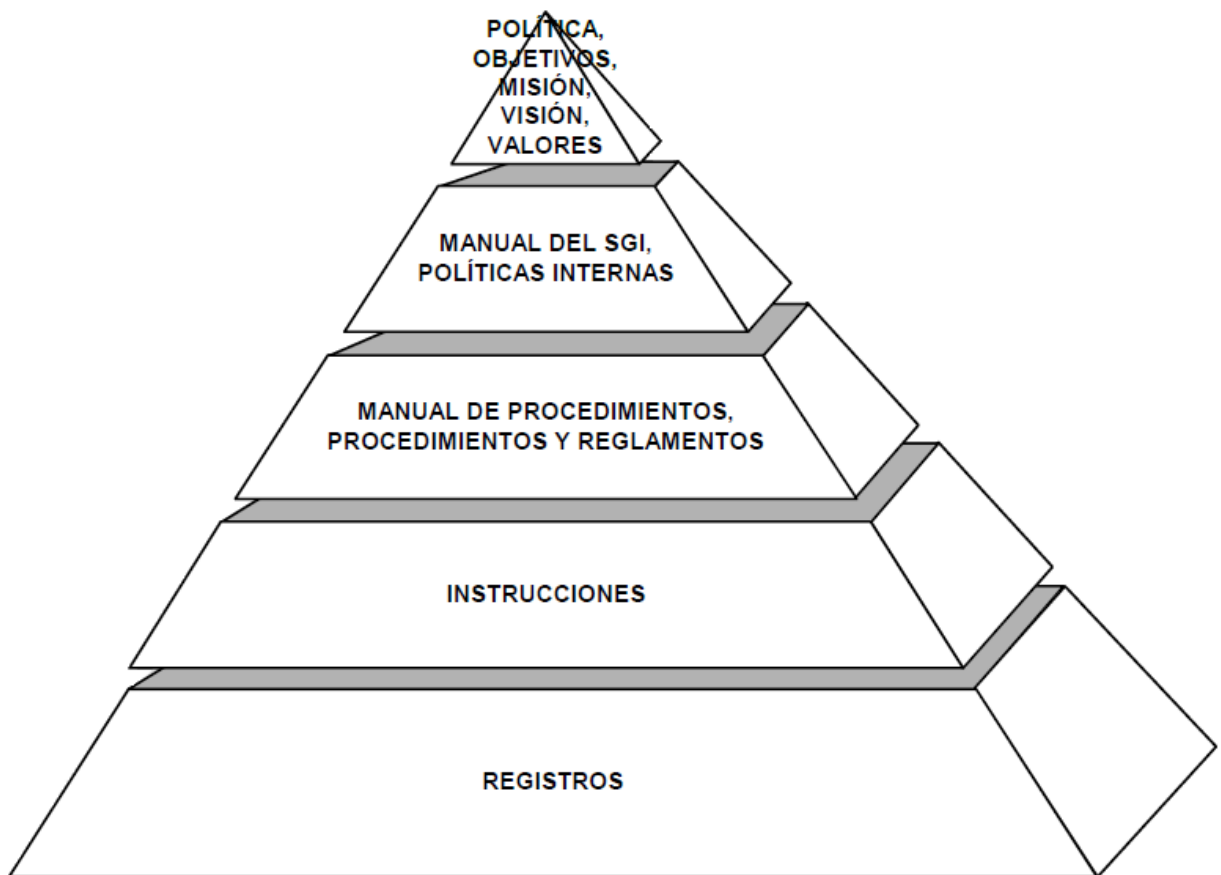 POLÍTICA,
OBJETIVOS,
MISIÓN,
VISIÓN,
VALORES
MANUAL DEL SGI,
POLÍTICAS INTERNAS
MANUAL DE PROCEDIMIENTOS,
PROCEDIMIENTOS Y REGLAMENTOS
INSTRUCCIONES
REGISTROS